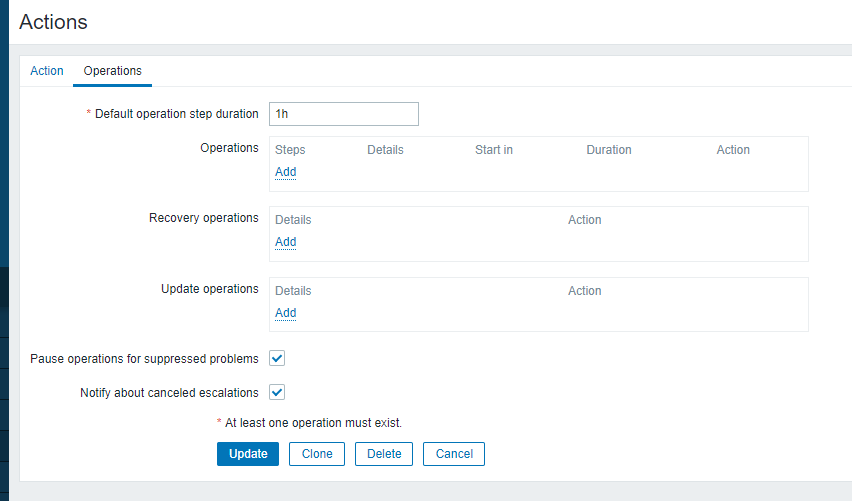 Actions
Action Operations
* Default operation step duration 1h
Operations Steps Details Start in Duration Action
Add
Recovery operations Details Action
Add
Update operations Details Action
Add
Pause operations for suppressed problems
Notify about canceled escalations
* At least one operation must exist.
Update Clone Delete Cancel